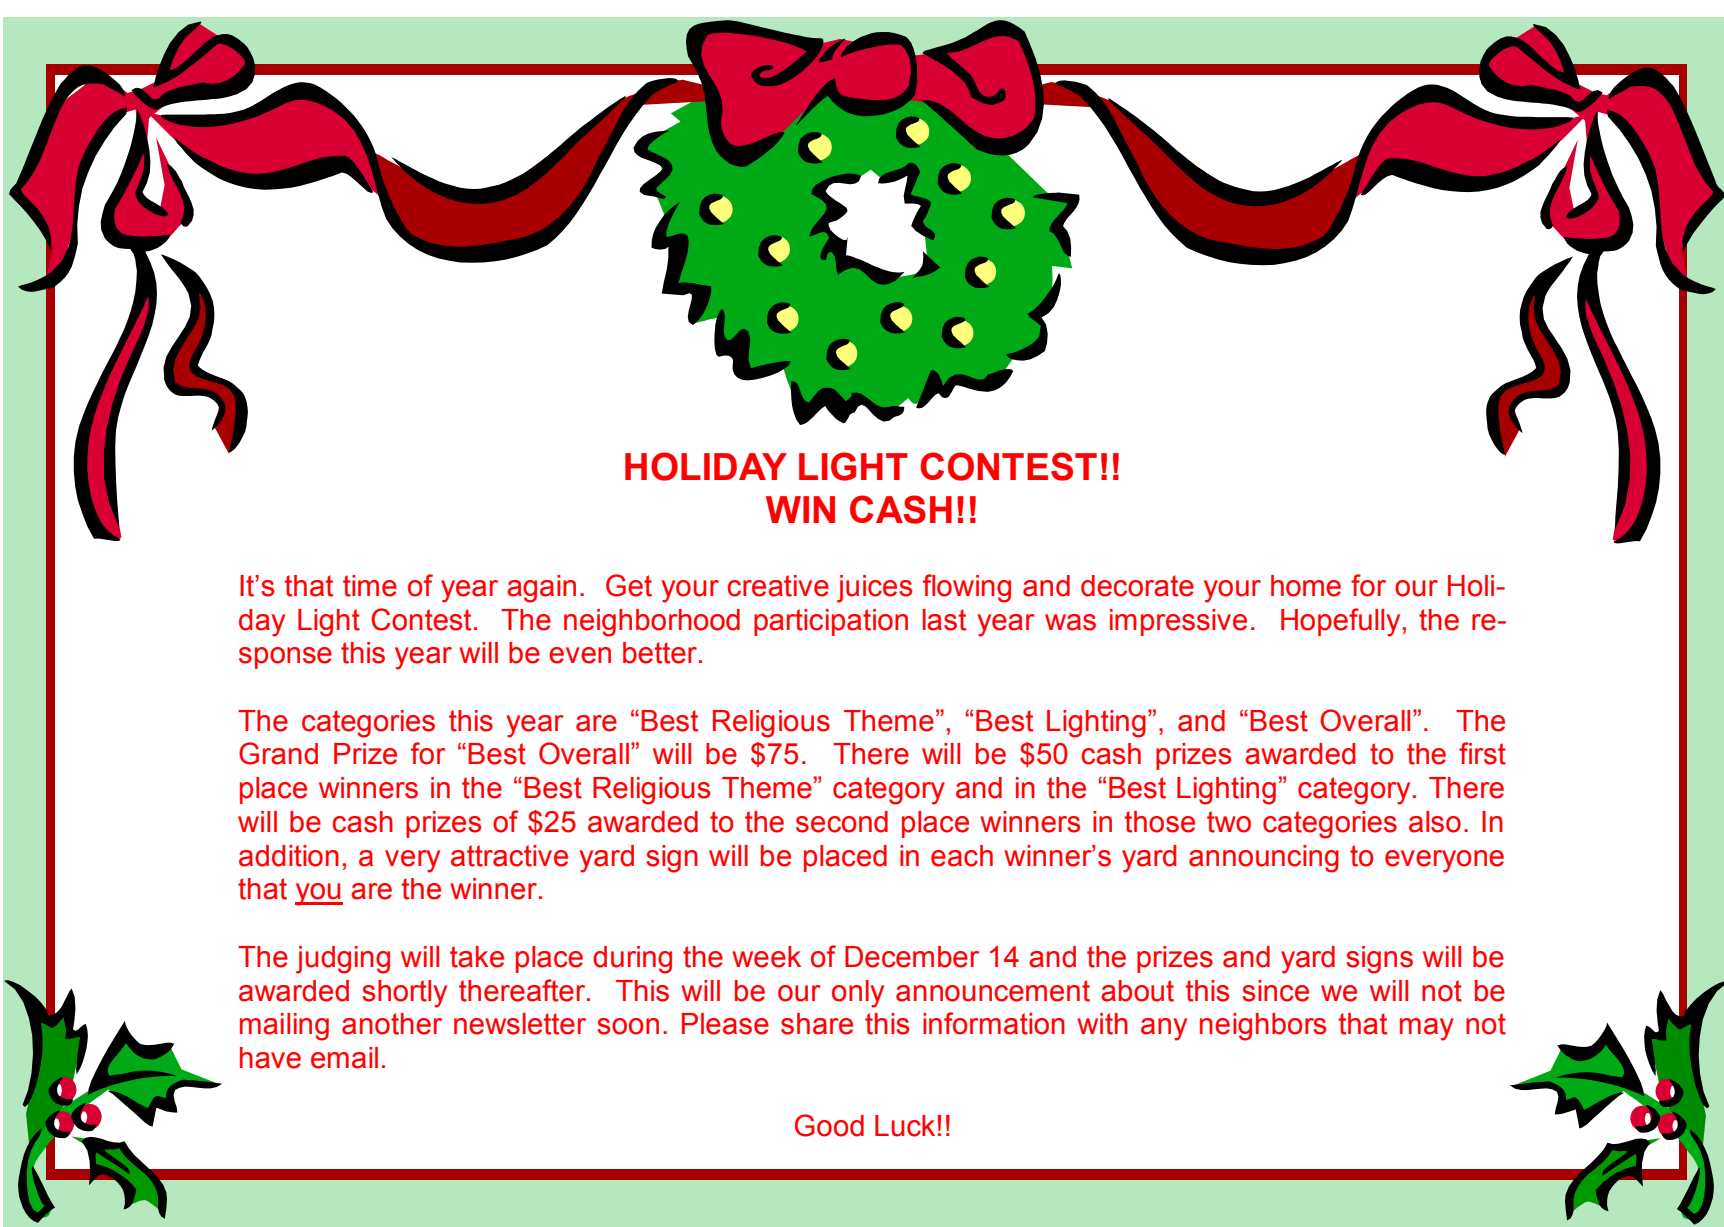 HOLIDAY LIGHT CONTEST!!
WIN CASH!!
It’s that time of year again.  Get your creative juices flowing and decorate your home for our Holi-
day Light Contest.  The neighborhood participation last year was impressive.  Hopefully, the re-
sponse this year will be even better.
The categories this year are “Best Religious Theme”, “Best Lighting”, and “Best Overall”.  The
Grand Prize for “Best Overall” will be $75.  There will be $50 cash prizes awarded to the first
place winners in the “Best Religious Theme” category and in the “Best Lighting” category. There
will be cash prizes of $25 awarded to the second place winners in those two categories also. In
addition, a very attractive yard sign will be placed in each winner’s yard announcing to everyone
that you are the winner.
The judging will take place during the week of December 14 and the prizes and yard signs will be
awarded shortly thereafter.  This will be our only announcement about this since we will not be
mailing another newsletter soon. Please share this information with any neighbors that may not
have email.
Good Luck!!